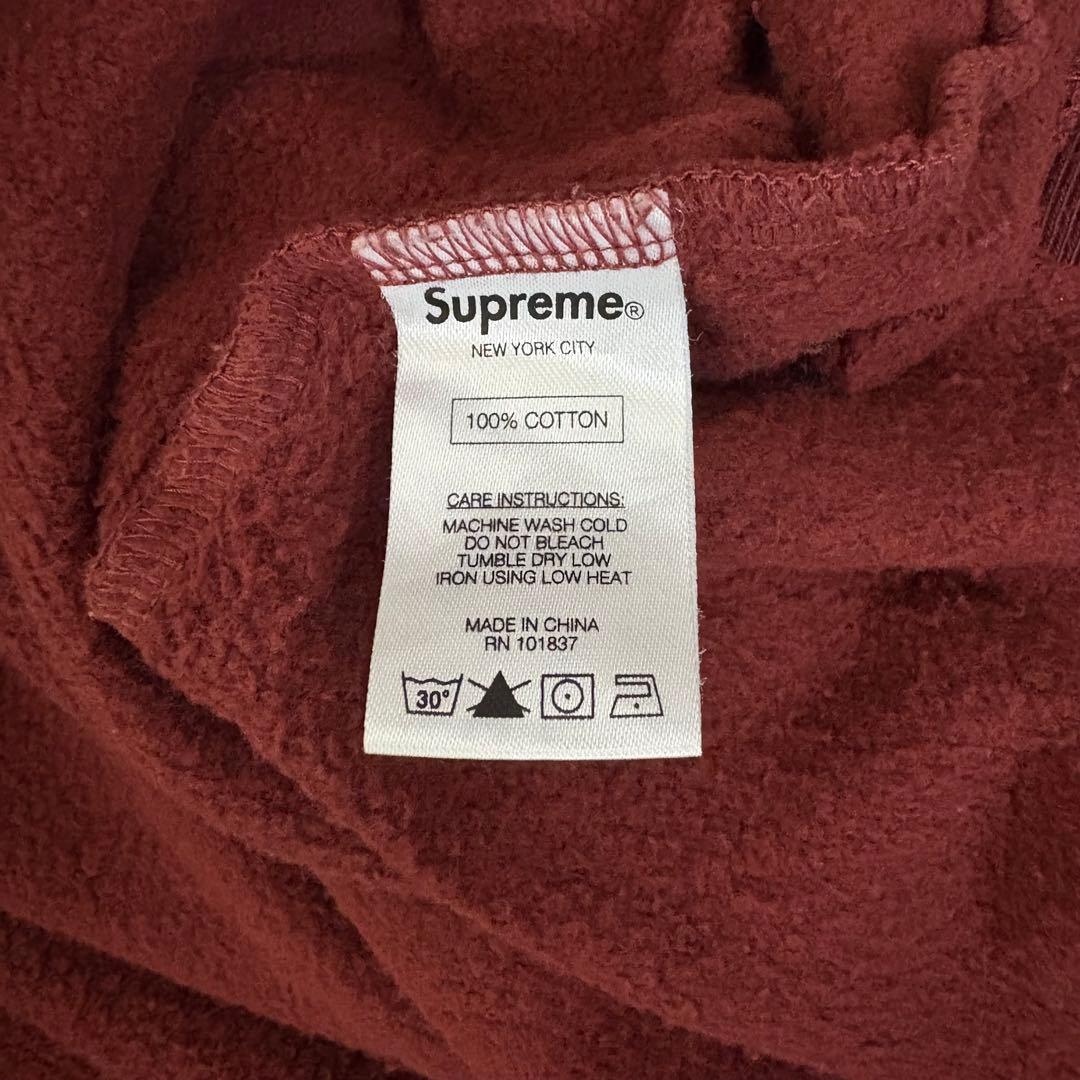 Supreme®
NEW YORK CITY
100% COTTON
CARE INSTRUCTIONS:
MACHINE WASH COLD
DO NOT BLEACH
TUMBLE DRY LOW
IRON USING LOW HEAT
MADE IN CHINA
RN 101837
30°